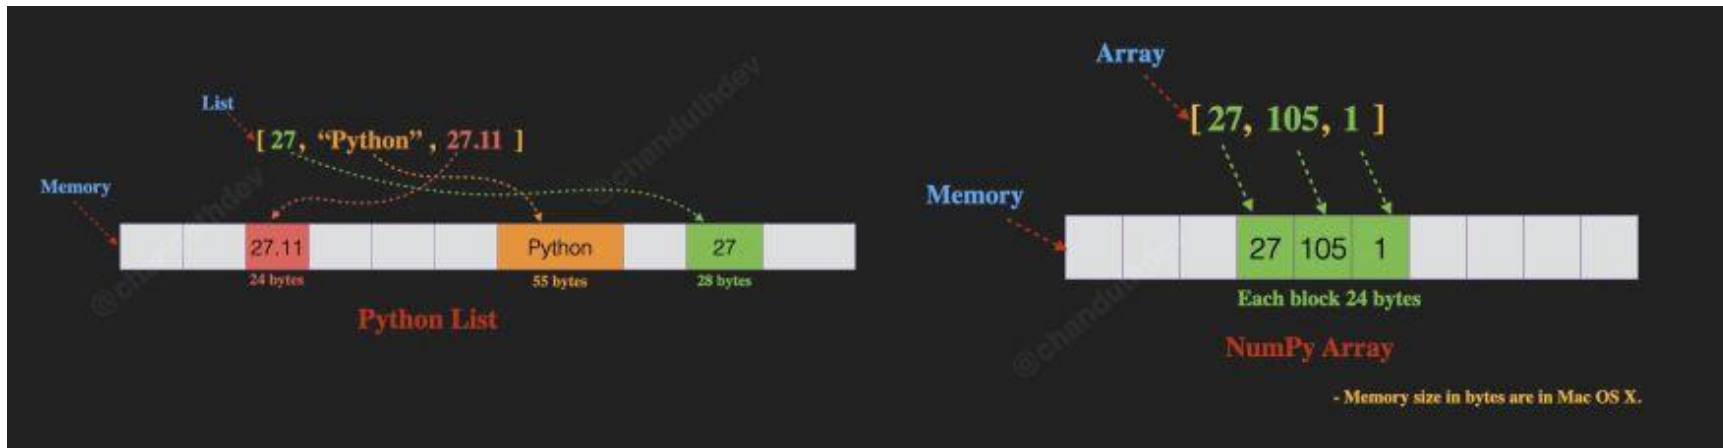 List
[ 27, “Python” , 27.11 ]
Memory
27.11
Python
27
24 bytes
55 bytes
28 bytes
Python List
@chanduthdev
Array
[ 27, 105, 1 ]
Memory
27 105 1
Each block 24 bytes
NumPy Array
- Memory size in bytes are in Mac OS X.